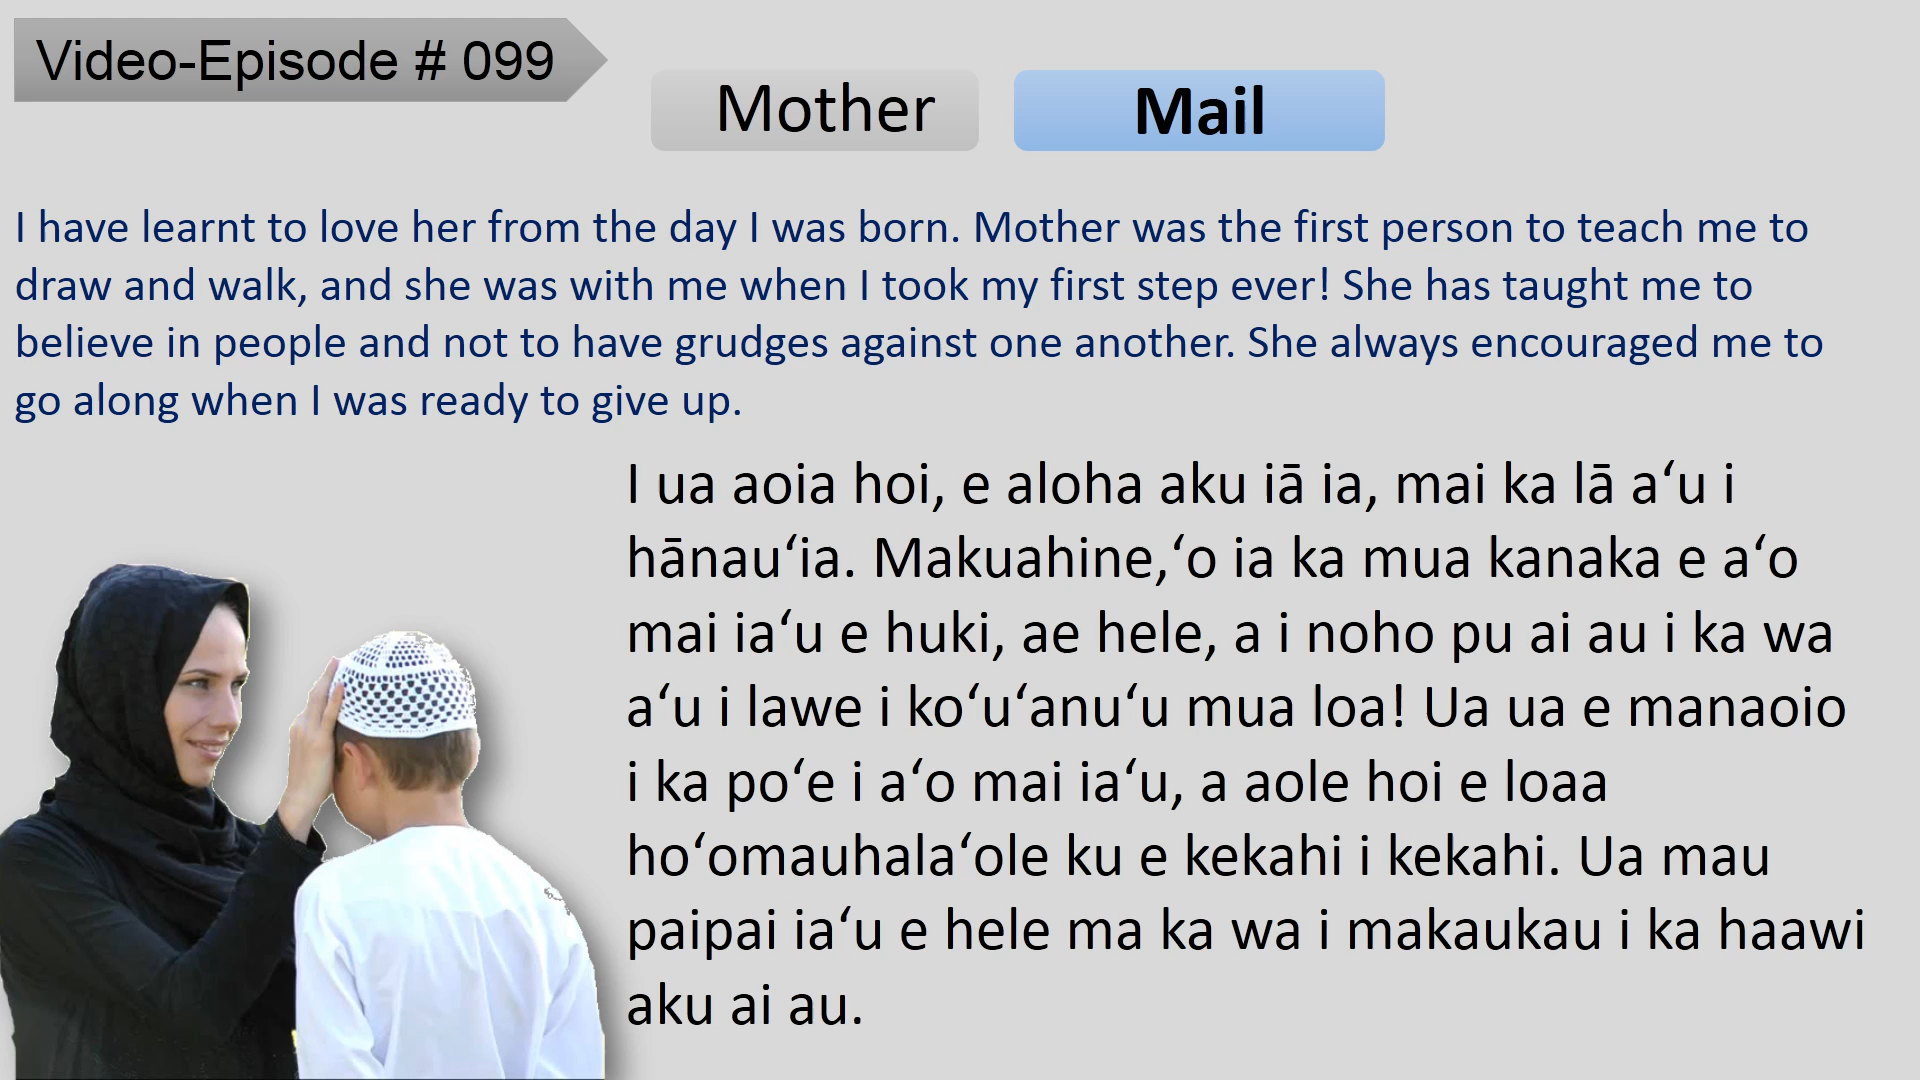 Video-Episode # 099
Mother
Mail
I have learnt to love her from the day I was born. Mother was the first person to teach me to
draw and walk, and she was with me when I took my first step ever! She has taught me to
believe in people and not to have grudges against one another. She always encouraged me to
go along when I was ready to give up.
I ua aoia hoi, e aloha aku iā ia, mai ka lā aʻu i
hānauʻia. Makuahine,ʻo ia ka mua kanaka e aʻo
mai iaʻu e huki, ae hele, a i noho pu ai au i ka wa
aʻu i lawe i koʻuʻanuʻu mua loa! Ua ua e manaoio
i ka poʻe i aʻo mai iaʻu, a aole hoi e loaa
hoʻomauhalaʻole ku e kekahi i kekahi. Ua mau
paipai iaʻu e hele ma ka wa i makaukau i ka haawi
aku ai au.